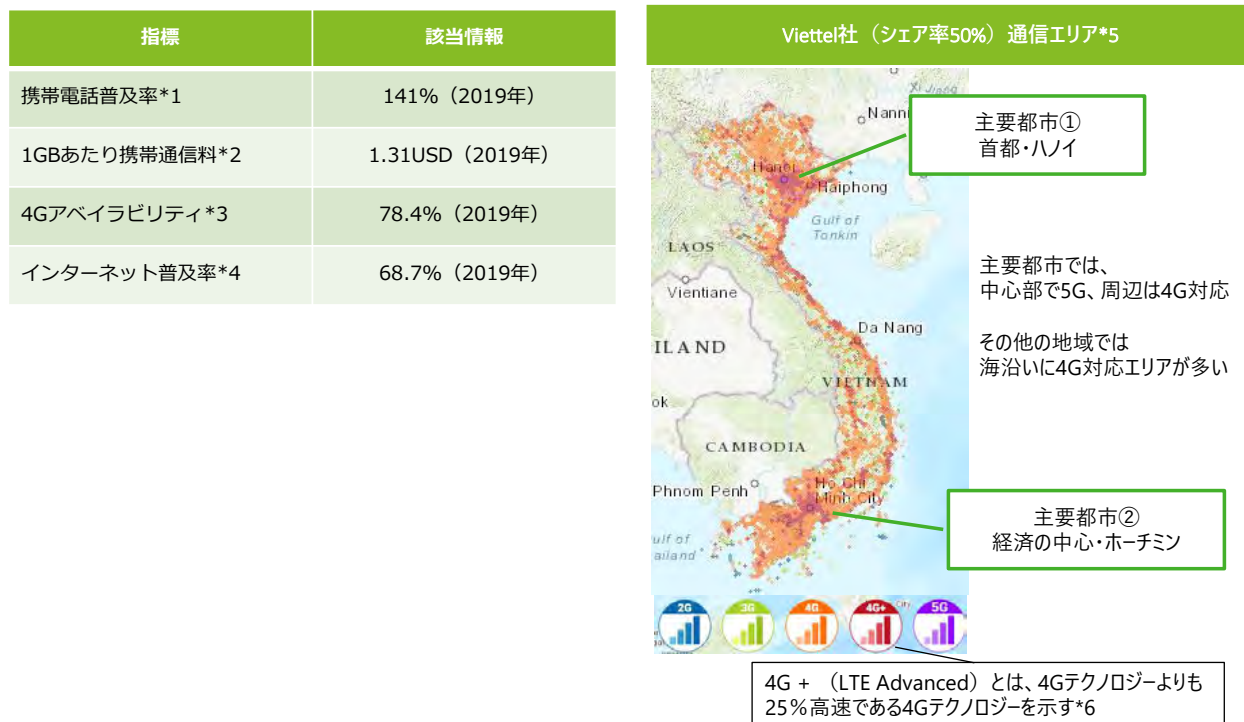 指標 該当情報
携帯電話普及率*1 141%（2019年）
1GBあたり携帯通信料*2 1.31USD（2019年）
4Gアベイラビリティ*3 78.4%（2019年）
インターネット普及率*4 68.7%（2019年）
Viettel社（シェア率50%）通信エリア*5
Xi Jiang
Nanni
主要都市①
首都・ハノイ
Hanoi
Haiphong
Gulf of
Tonkin
LAOS
Vientiane
主要都市では、
中心部で5G、周辺は4G対応
その他の地域では
海沿いに4G対応エリアが多い
Da Nang
ILAND
VIETNAM
ok
CAMBODIA
Ho Chi
Minh City
Phnom Penh
主要都市②
経済の中心・ホーチミン
ulf of
ailand
2G 3G 4G 4G+ City 5G
4G + （LTE Advanced）とは、4Gテクノロジーよりも
25％高速である4Gテクノロジーを示す*6